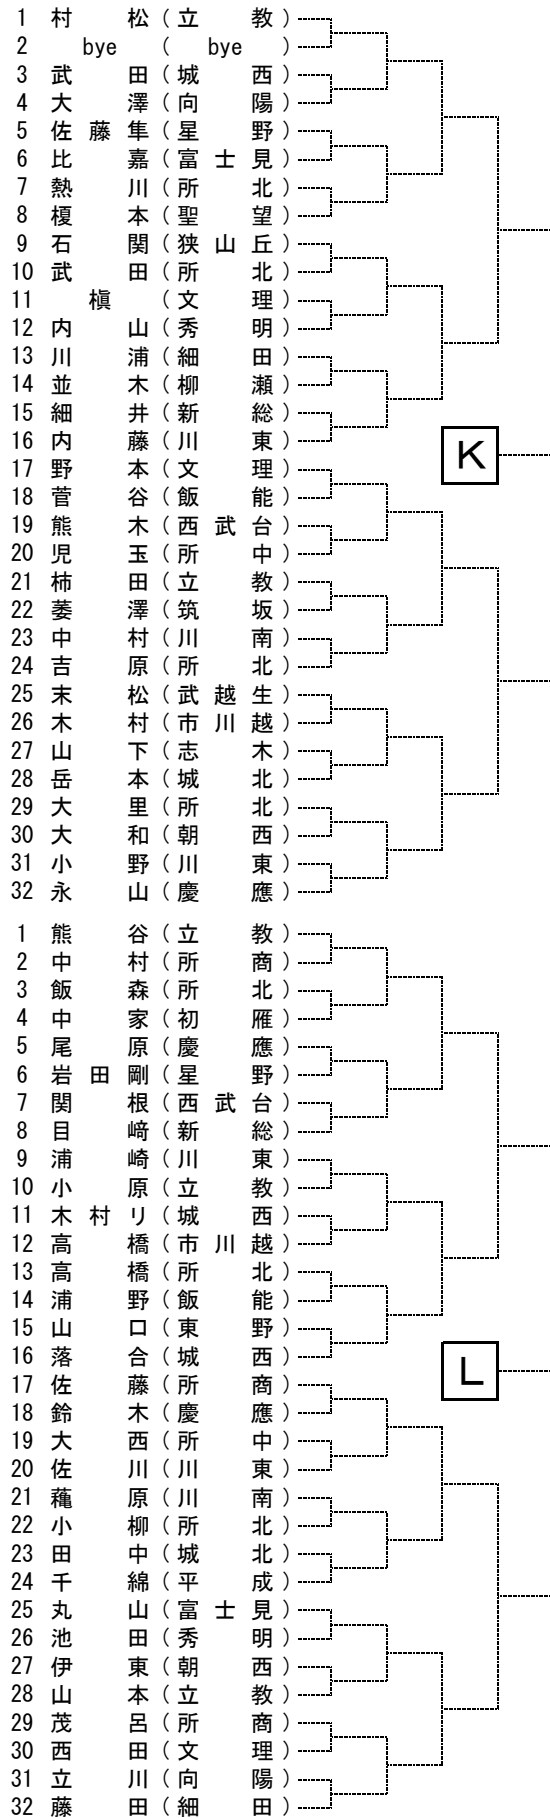 1 村松（立教）
2 bye（bye）
3 武田（城西）
4 大澤（向陽）
5 佐藤隼（星野）
6 比嘉（富士見）
7 熱川（所北）
8 榎本（聖望）
9 石関（狭山丘）
10 武田（所北）
11 槇（文理）
12 内山（秀明）
13 川浦（細田）
14 並木（柳瀬）
15 細井（新総）
16 内藤（川東）
K
17 野本（文理）
18 菅谷（飯能）
19 熊木（西武台）
20 児玉（所中）
21 柿田（立教）
22 萎澤（筑坂）
23 中村（川南）
24 吉原（所北）
25 末松（武越生）
26 木村（市川越）
27 山下（志木）
28 岳本（城北）
29 大里（所北）
30 大和（朝西）
31 小野（川東）
32 永山（慶應）
1 熊谷（立教）
2 中村（所商）
3 飯森（所北）
4 中家（初雁）
5 尾原（慶應）
6 岩田剛（星野）
7 関根（西武台）
8 目﨑（新総）
9 浦崎（川東）
10 小原（立教）
11 木村リ（城西）
12 高橋（市川越）
13 高橋（所北）
14 浦野（飯能）
15 山口（東野）
16 落合（城西）
L
17 佐藤（所商）
18 鈴木（慶應）
19 大西（所中）
20 佐川（川東）
21 蘒原（川南）
22 小柳（所北）
23 田中（城北）
24 千綿（平成）
25 丸山（富士見）
26 池田（秀明）
27 伊東（朝西）
28 山本（立教）
29 茂呂（所商）
30 西田（文理）
31 立川（向陽）
32 藤田（細田）